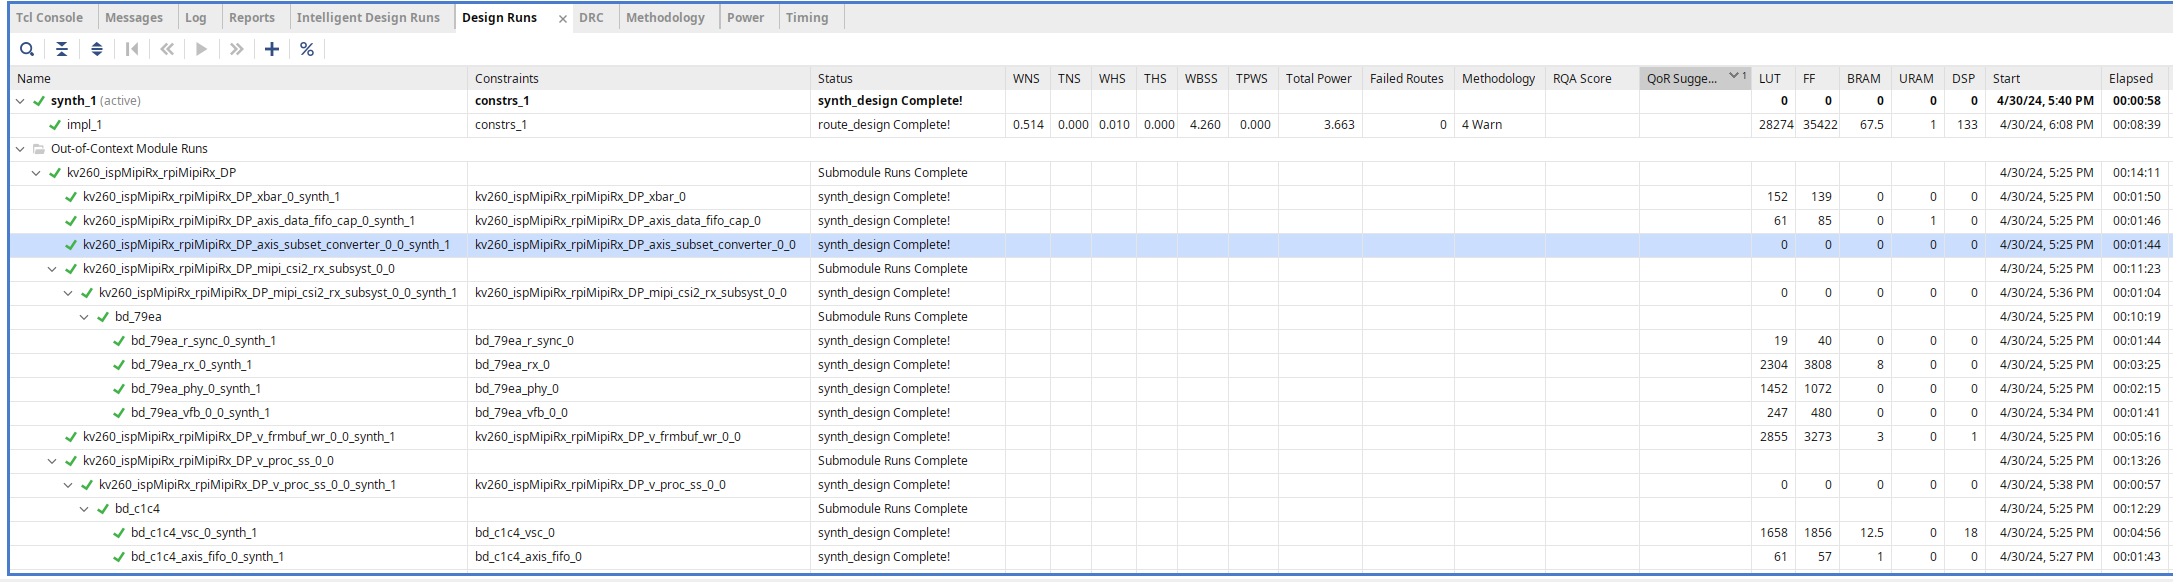 Tcl Console Messages Log Reports Intelligent Design Runs Design Runs × DRC Methodology Power Timing
Name Constraints Status WNS TNS WHS THS WBSS TPWS Total Power Failed Routes Methodology RQA Score QoR Sugge... 1 LUT FF BRAM URAM DSP Start Elapsed
synth_1 (active) constrs_1 synth_design Complete! 0 0 0 0 0 4/30/24, 5:40 PM 00:00:58
impl_1 constrs_1 route_design Complete! 0.514 0.000 0.010 0.000 4.260 0.000 3.663 0 4 Warn 28274 35422 67.5 1 133 4/30/24, 6:08 PM 00:08:39
Out-of-Context Module Runs
kv260_ispMipiRx_rpiMipiRx_DP Submodule Runs Complete 4/30/24, 5:25 PM 00:14:11
kv260_ispMipiRx_rpiMipiRx_DP_xbar_0_synth_1 kv260_ispMipiRx_rpiMipiRx_DP_xbar_0 synth_design Complete! 152 139 0 0 0 4/30/24, 5:25 PM 00:01:50
kv260_ispMipiRx_rpiMipiRx_DP_axis_data_fifo_cap_0_synth_1 kv260_ispMipiRx_rpiMipiRx_DP_axis_data_fifo_cap_0 synth_design Complete! 61 85 0 1 0 4/30/24, 5:25 PM 00:01:46
kv260_ispMipiRx_rpiMipiRx_DP_axis_subset_converter_0_0_synth_1 kv260_ispMipiRx_rpiMipiRx_DP_axis_subset_converter_0_0 synth_design Complete! 0 0 0 0 0 4/30/24, 5:25 PM 00:01:44
kv260_ispMipiRx_rpiMipiRx_DP_mipi_csi2_rx_subsyst_0_0 Submodule Runs Complete 4/30/24, 5:25 PM 00:11:23
kv260_ispMipiRx_rpiMipiRx_DP_mipi_csi2_rx_subsyst_0_0_synth_1 kv260_ispMipiRx_rpiMipiRx_DP_mipi_csi2_rx_subsyst_0_0 synth_design Complete! 0 0 0 0 0 4/30/24, 5:36 PM 00:01:04
bd_79ea Submodule Runs Complete 4/30/24, 5:25 PM 00:10:19
bd_79ea_r_sync_0_synth_1 bd_79ea_r_sync_0 synth_design Complete! 19 40 0 0 0 4/30/24, 5:25 PM 00:01:44
bd_79ea_rx_0_synth_1 bd_79ea_rx_0 synth_design Complete! 2304 3808 8 0 0 4/30/24, 5:25 PM 00:03:25
bd_79ea_phy_0_synth_1 bd_79ea_phy_0 synth_design Complete! 1452 1072 0 0 0 4/30/24, 5:25 PM 00:02:15
bd_79ea_vfb_0_0_synth_1 bd_79ea_vfb_0_0 synth_design Complete! 247 480 0 0 0 4/30/24, 5:34 PM 00:01:41
kv260_ispMipiRx_rpiMipiRx_DP_v_frmbuf_wr_0_0_synth_1 kv260_ispMipiRx_rpiMipiRx_DP_v_frmbuf_wr_0_0 synth_design Complete! 2855 3273 3 0 1 4/30/24, 5:25 PM 00:05:16
kv260_ispMipiRx_rpiMipiRx_DP_v_proc_ss_0_0 Submodule Runs Complete 4/30/24, 5:25 PM 00:13:26
kv260_ispMipiRx_rpiMipiRx_DP_v_proc_ss_0_0_synth_1 kv260_ispMipiRx_rpiMipiRx_DP_v_proc_ss_0_0 synth_design Complete! 0 0 0 0 0 4/30/24, 5:38 PM 00:00:57
bd_c1c4 Submodule Runs Complete 4/30/24, 5:25 PM 00:12:29
bd_c1c4_vsc_0_synth_1 bd_c1c4_vsc_0 synth_design Complete! 1658 1856 12.5 0 18 4/30/24, 5:25 PM 00:04:56
bd_c1c4_axis_fifo_0_synth_1 bd_c1c4_axis_fifo_0 synth_design Complete! 61 57 1 0 0 4/30/24, 5:27 PM 00:01:43